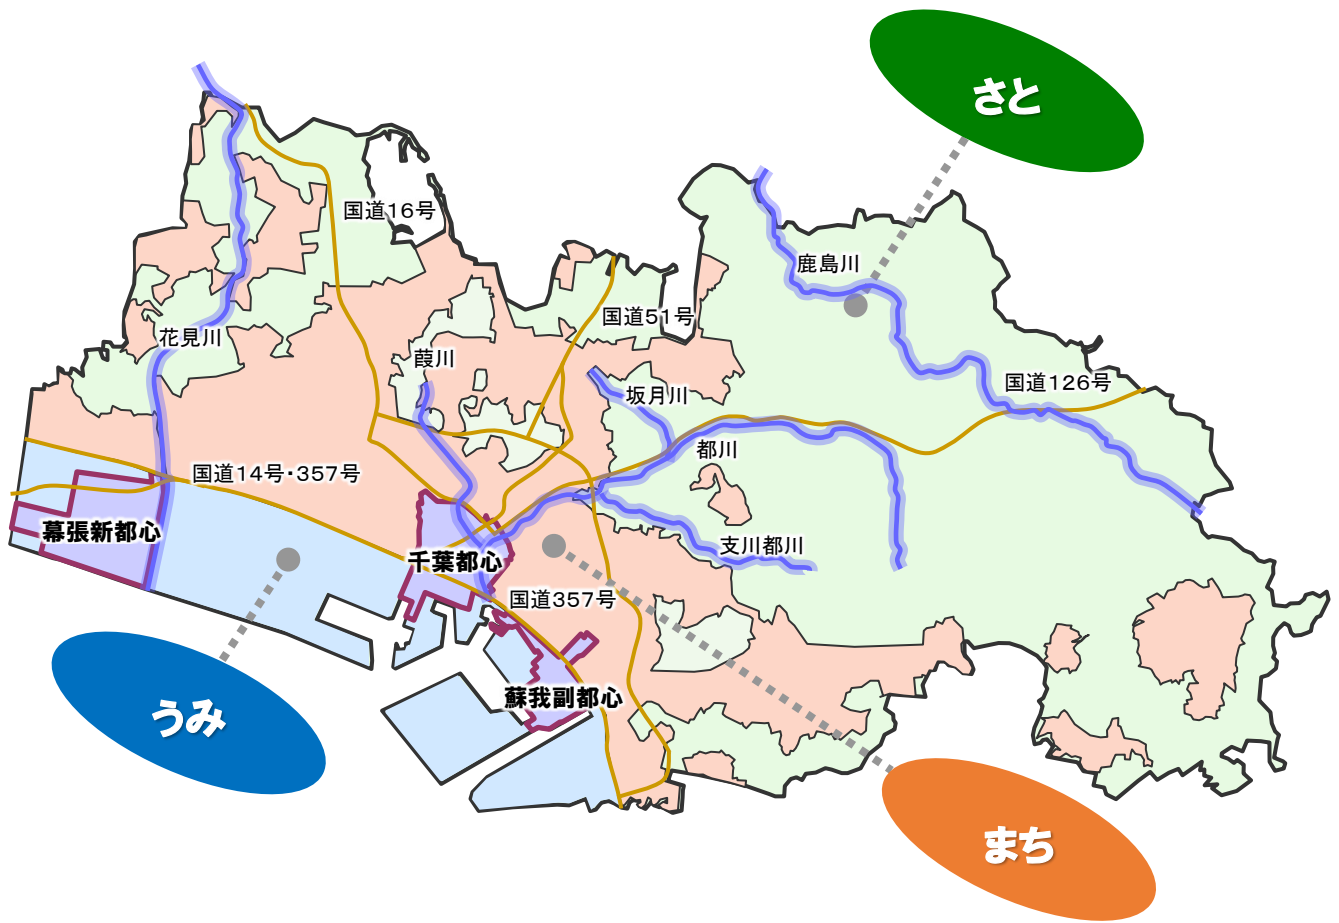 さと
国道16号
鹿島川
国道51号
花見川
葭川
国道126号
坂月川
都川
国道14号・357号
幕張新都心
支川都川
千葉都心
国道357号
蘇我副都心
うみ
まち